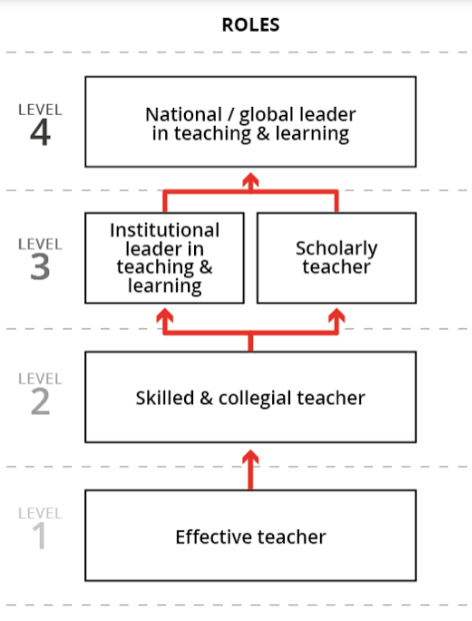 ROLES
LEVEL
4
National / global leader
in teaching & learning
LEVEL
3
Institutional
leader in
teaching &
learning
Scholarly
teacher
LEVEL
2
Skilled & collegial teacher
LEVEL
1
Effective teacher